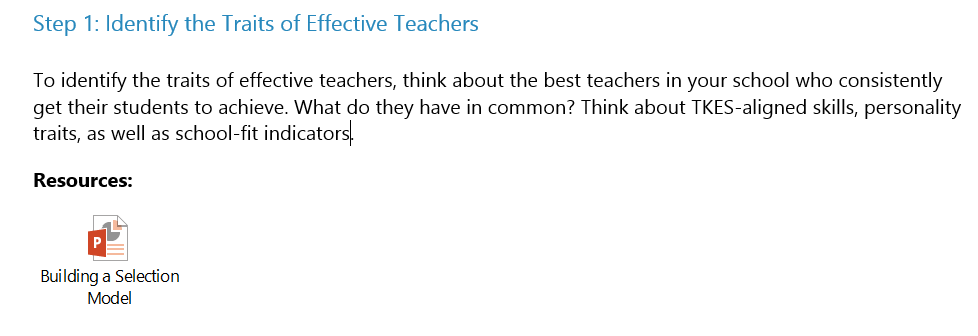 Step 1: Identify the Traits of Effective Teachers
To identify the traits of effective teachers, think about the best teachers in your school who consistently
get their students to achieve. What do they have in common? Think about TKES-aligned skills, personality
traits, as well as school-fit indicators.
Resources:
P
Building a Selection
Model